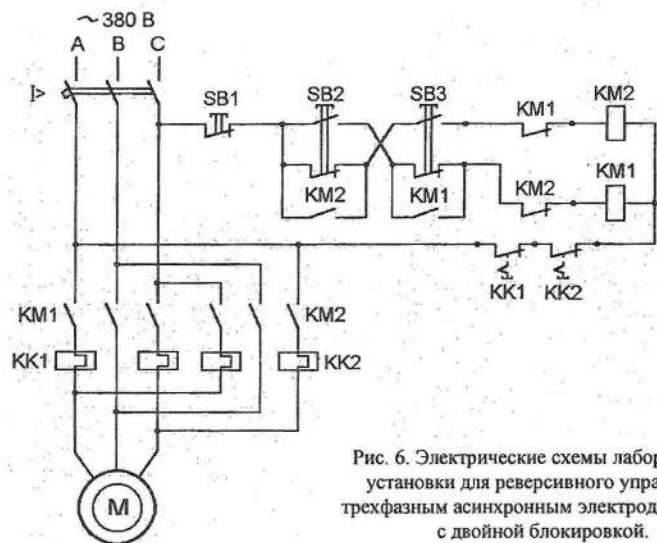 ~ 380 В
А В С
I>
SB1 SB2 SB3 KM1 KM2
KM2 KM1 KM2 KM1
KK1 KK2
KM1 KM2
KK1 KK2
М
Рис. 6. Электрические схемы лабор
установки для реверсивного упра
трехфазным асинхронным электрод
с двойной блокировкой.